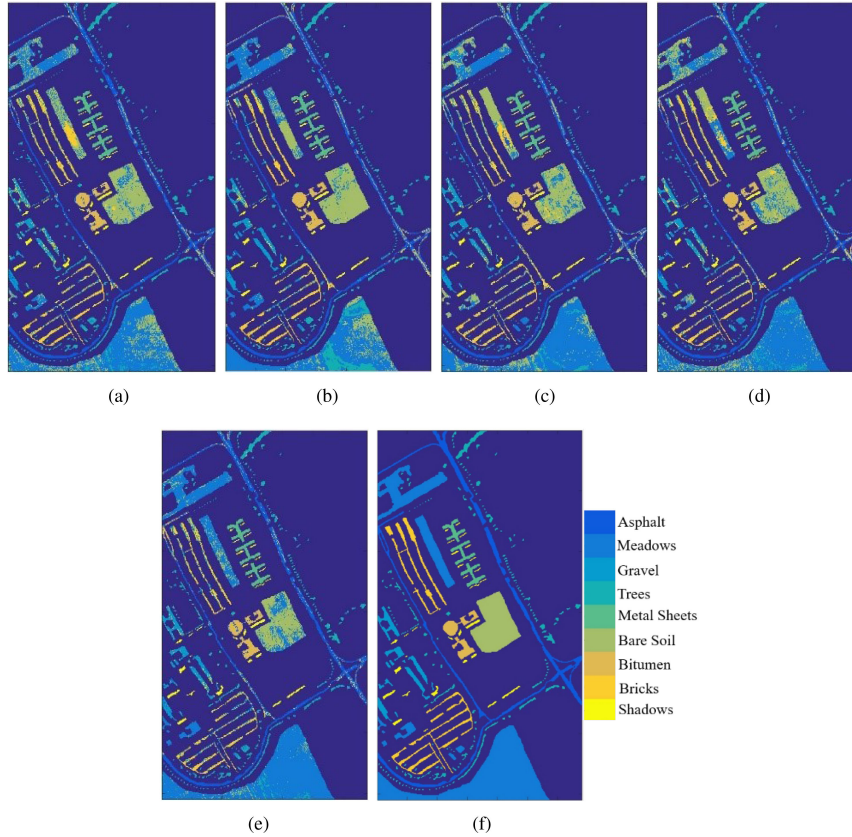 (a) (b) (c) (d)
Asphalt
Meadows
Gravel
Trees
Metal Sheets
Bare Soil
Bitumen
Bricks
Shadows
(e) (f)